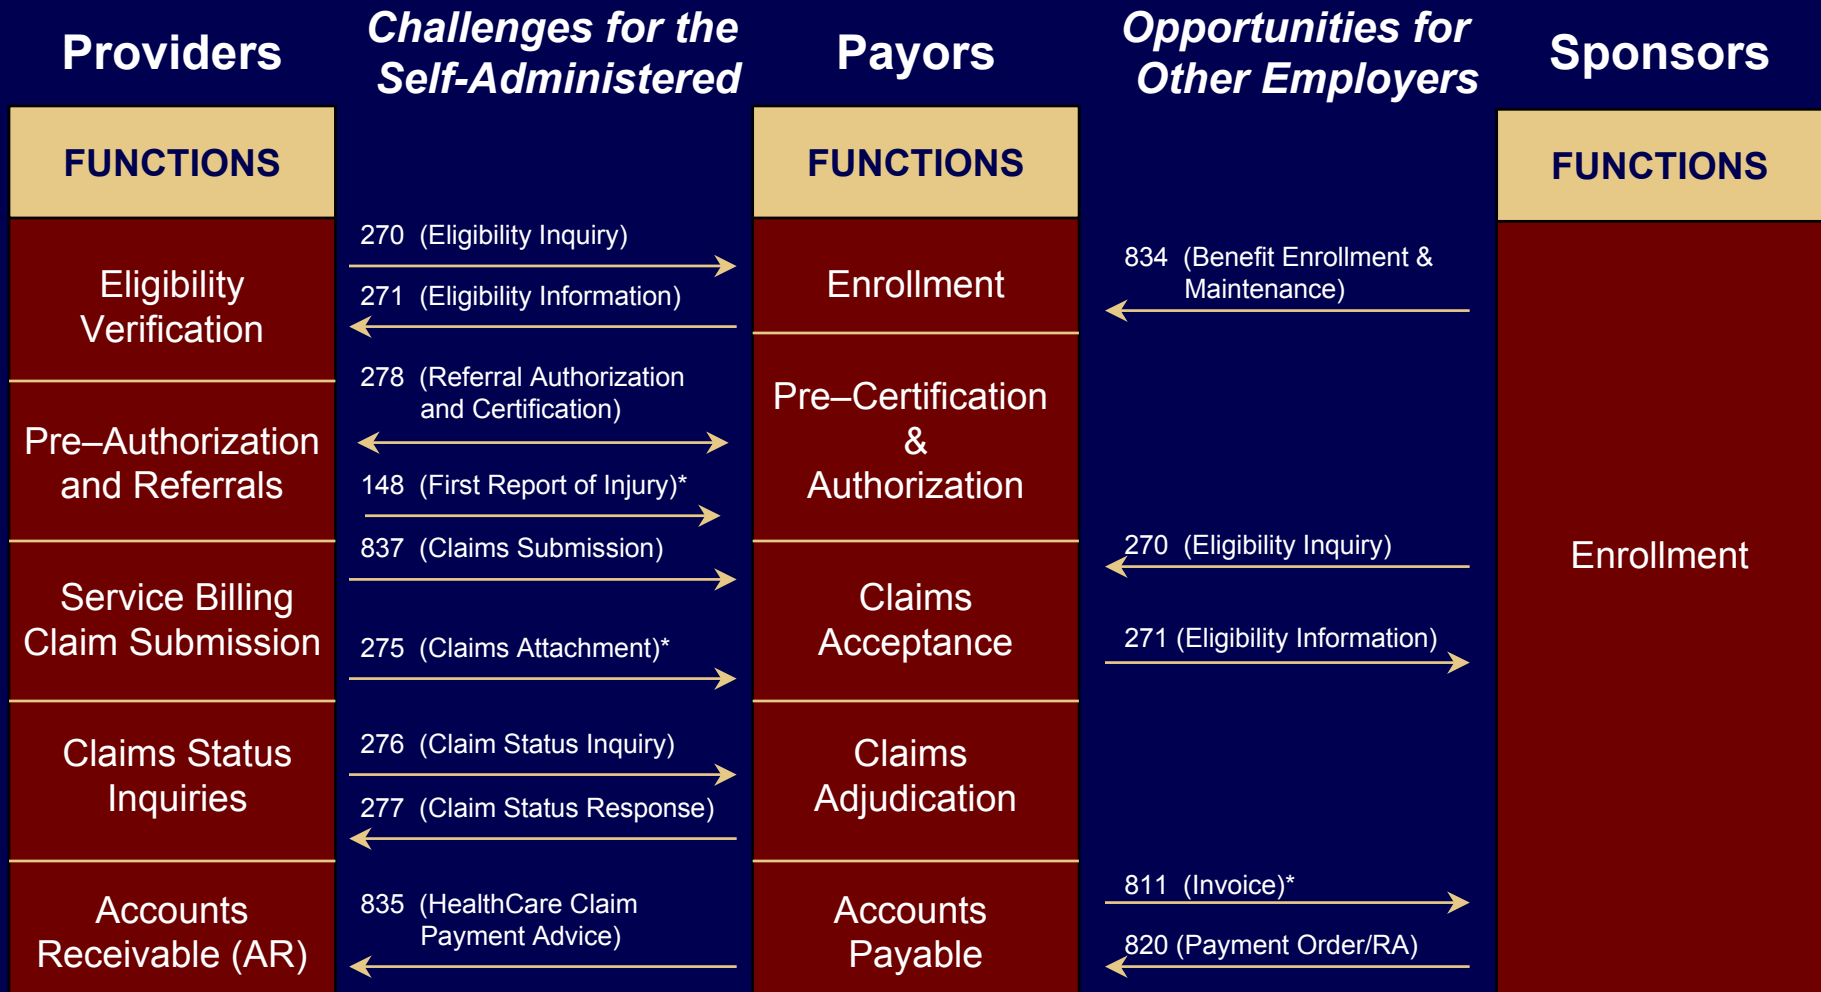 Providers
Challenges for the
Self-Administered
Payors
Opportunities for
Other Employers
Sponsors
FUNCTIONS
FUNCTIONS
FUNCTIONS
Eligibility
Verification
Pre–Authorization
and Referrals
Service Billing
Claim Submission
Claims Status
Inquiries
Accounts
Receivable (AR)
270 (Eligibility Inquiry)
271 (Eligibility Information)
278 (Referral Authorization
and Certification)
148 (First Report of Injury)*
837 (Claims Submission)
275 (Claims Attachment)*
276 (Claim Status Inquiry)
277 (Claim Status Response)
835 (HealthCare Claim
Payment Advice)
Enrollment
Pre–Certification
&
Authorization
Claims
Acceptance
Claims
Adjudication
Accounts
Payable
834 (Benefit Enrollment &
Maintenance)
270 (Eligibility Inquiry)
271 (Eligibility Information)
811 (Invoice)*
820 (Payment Order/RA)
Enrollment